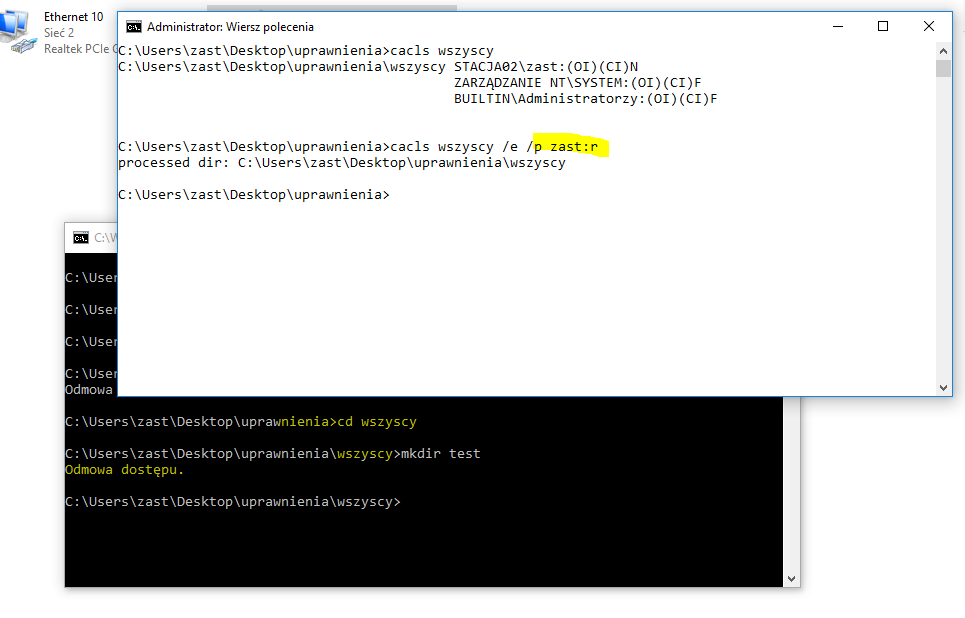 Ethernet 10
Sieć 2
Realtek PCIe
Administrator: Wiersz polecenia
C:\Users\zast\Desktop\uprawnienia>cacls wszyscy
C:\Users\zast\Desktop\uprawnienia\wszyscy STACJA02\zast:(OI)(CI)N
ZARZĄDZANIE NT\SYSTEM:(OI)(CI)F
BUILTIN\Administratorzy:(OI)(CI)F
C:\Users\zast\Desktop\uprawnienia>cacls wszyscy /e /p zast:r
processed dir: C:\Users\zast\Desktop\uprawnienia\wszyscy
C:\Users\zast\Desktop\uprawnienia>
C:\W
C:\User
C:\User
C:\User
C:\User
Odmowa
C:\Users\zast\Desktop\uprawnienia>cd wszyscy
C:\Users\zast\Desktop\uprawnienia\wszyscy>mkdir test
Odmowa dostępu.
C:\Users\zast\Desktop\uprawnienia\wszyscy>